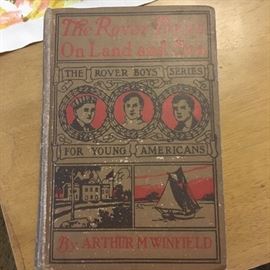 The Rover Boys
On Land and Sea
THE ROVER BOYS SERIES
FOR YOUNG AMERICANS
By ARTHUR M. WINFIELD